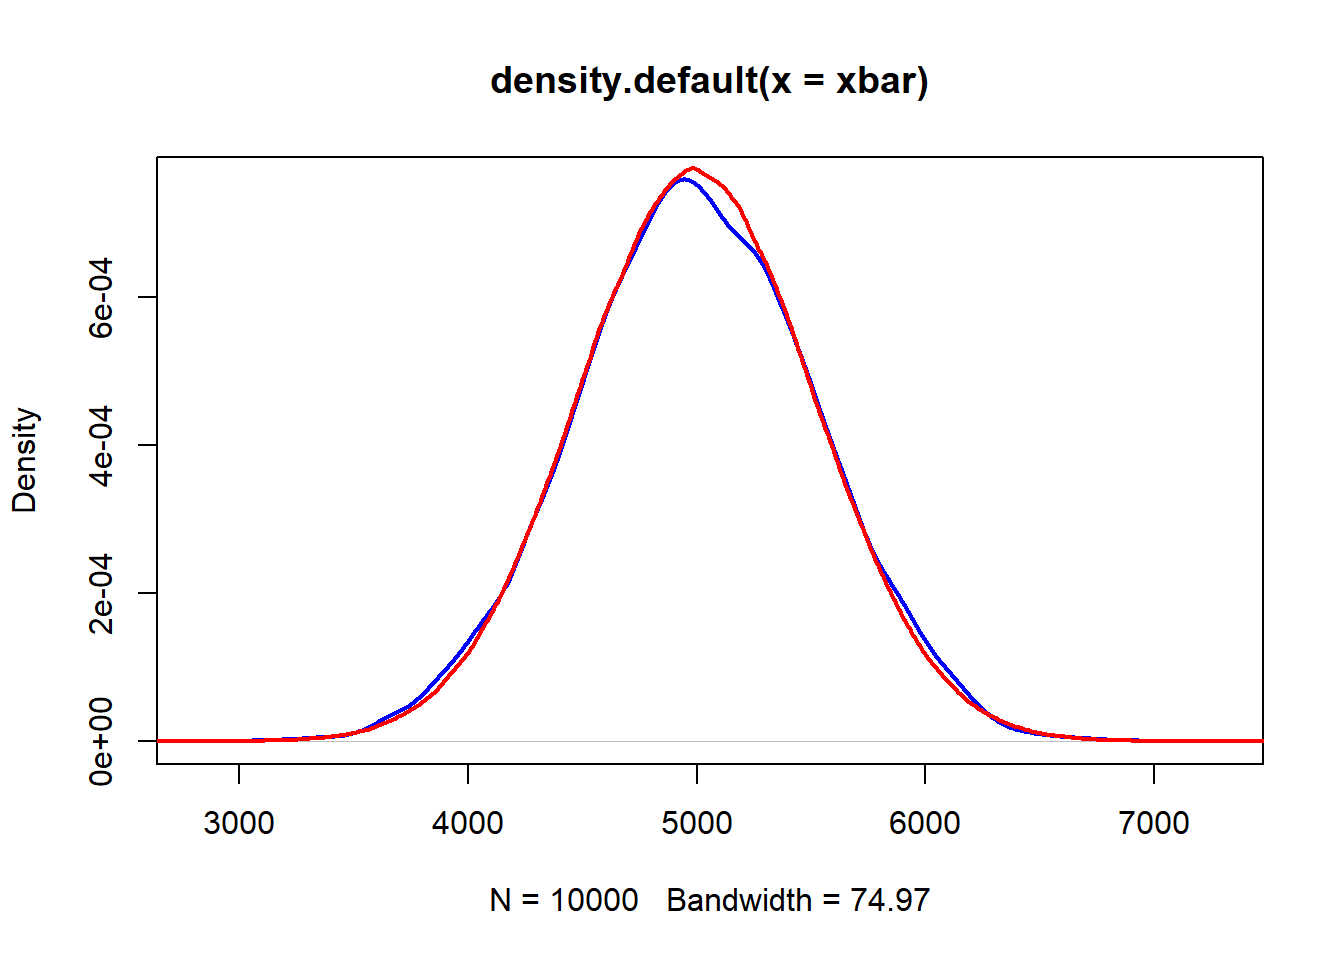 density.default(x = xbar)
Density
6e-04
4e-04
2e-04
0e+00
3000 4000 5000 6000 7000
N = 10000 Bandwidth = 74.97